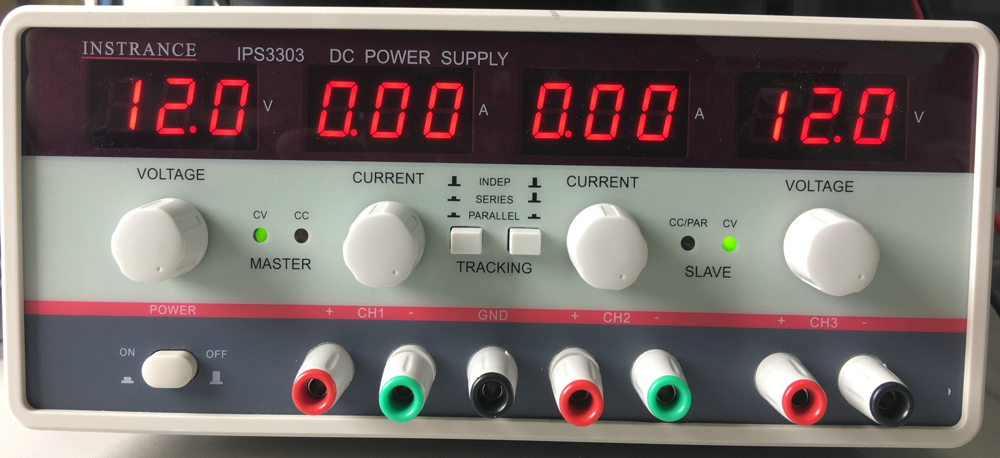 INSTRANCE IPS3303 DC POWER SUPPLY
12.0 V 0.00 A 0.00 A 12.0 V
VOLTAGE CURRENT INDEP CURRENT VOLTAGE
SERIES
CV CC PARALLEL CC/PAR CV
MASTER TRACKING SLAVE
POWER + CH1 - GND + CH2 - + CH3 -
ON OFF